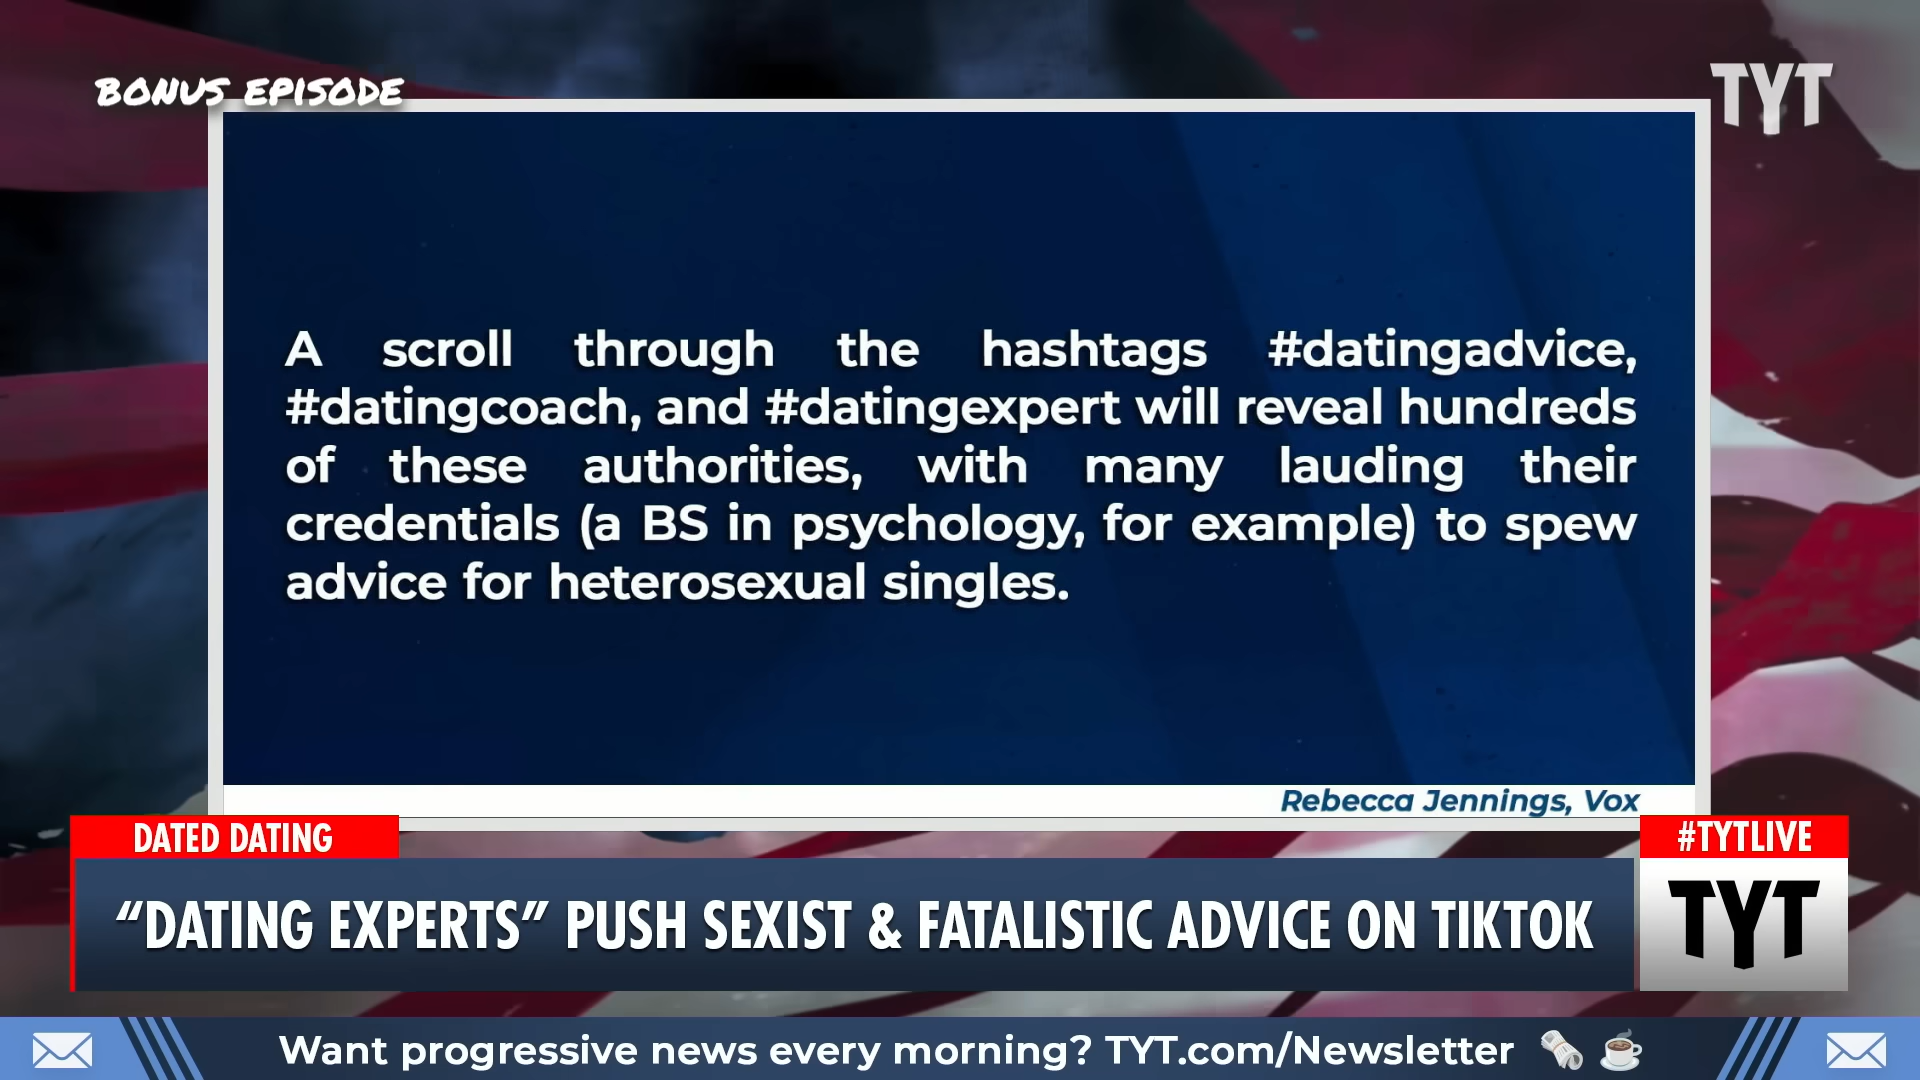 BONUS EPISODE
TYT
A scroll through the hashtags #datingadvice,
#datingcoach, and #datingexpert will reveal hundreds
of these authorities, with many lauding their
credentials (a BS in psychology, for example) to spew
advice for heterosexual singles.
Rebecca Jennings, Vox
DATED DATING
#TYTLIVE
“DATING EXPERTS” PUSH SEXIST & FATALISTIC ADVICE ON TIKTOK
TYT
Want progressive news every morning? TYT.com/Newsletter